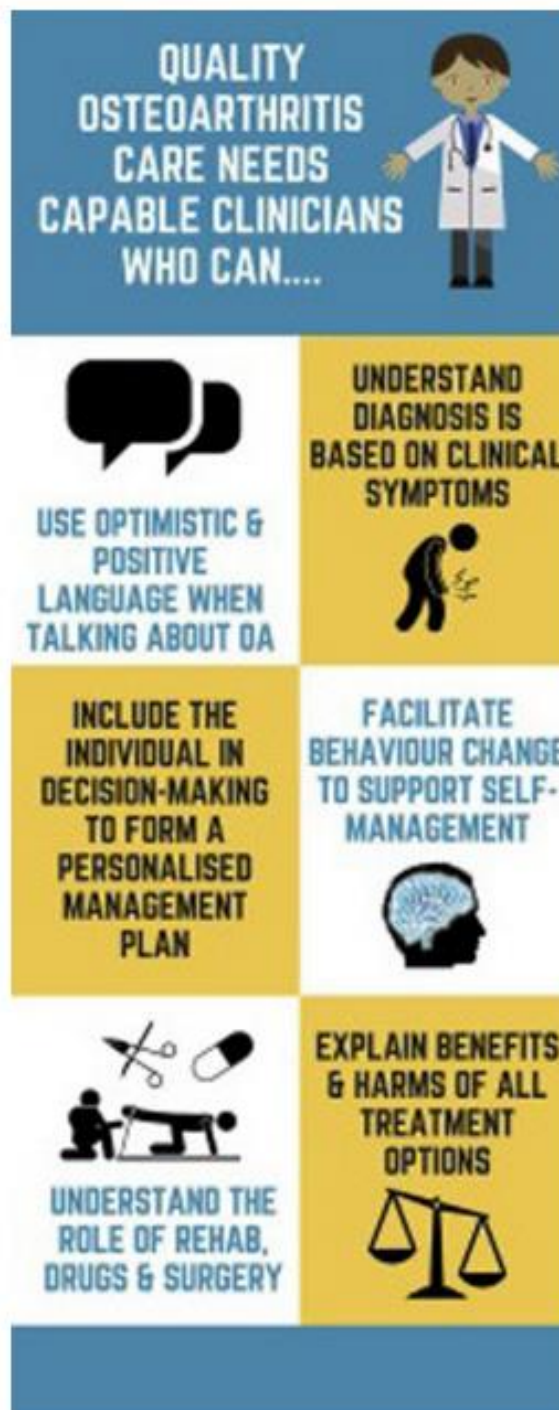 QUALITY
OSTEOARTHRITIS
CARE NEEDS
CAPABLE CLINICIANS
WHO CAN....
USE OPTIMISTIC &
POSITIVE
LANGUAGE WHEN
TALKING ABOUT OA
UNDERSTAND
DIAGNOSIS IS
BASED ON CLINICAL
SYMPTOMS
INCLUDE THE
INDIVIDUAL IN
DECISION-MAKING
TO FORM A
PERSONALISED
MANAGEMENT
PLAN
FACILITATE
BEHAVIOUR CHANGE
TO SUPPORT SELF-
MANAGEMENT
UNDERSTAND THE
ROLE OF REHAB,
DRUGS & SURGERY
EXPLAIN BENEFITS
& HARMS OF ALL
TREATMENT
OPTIONS